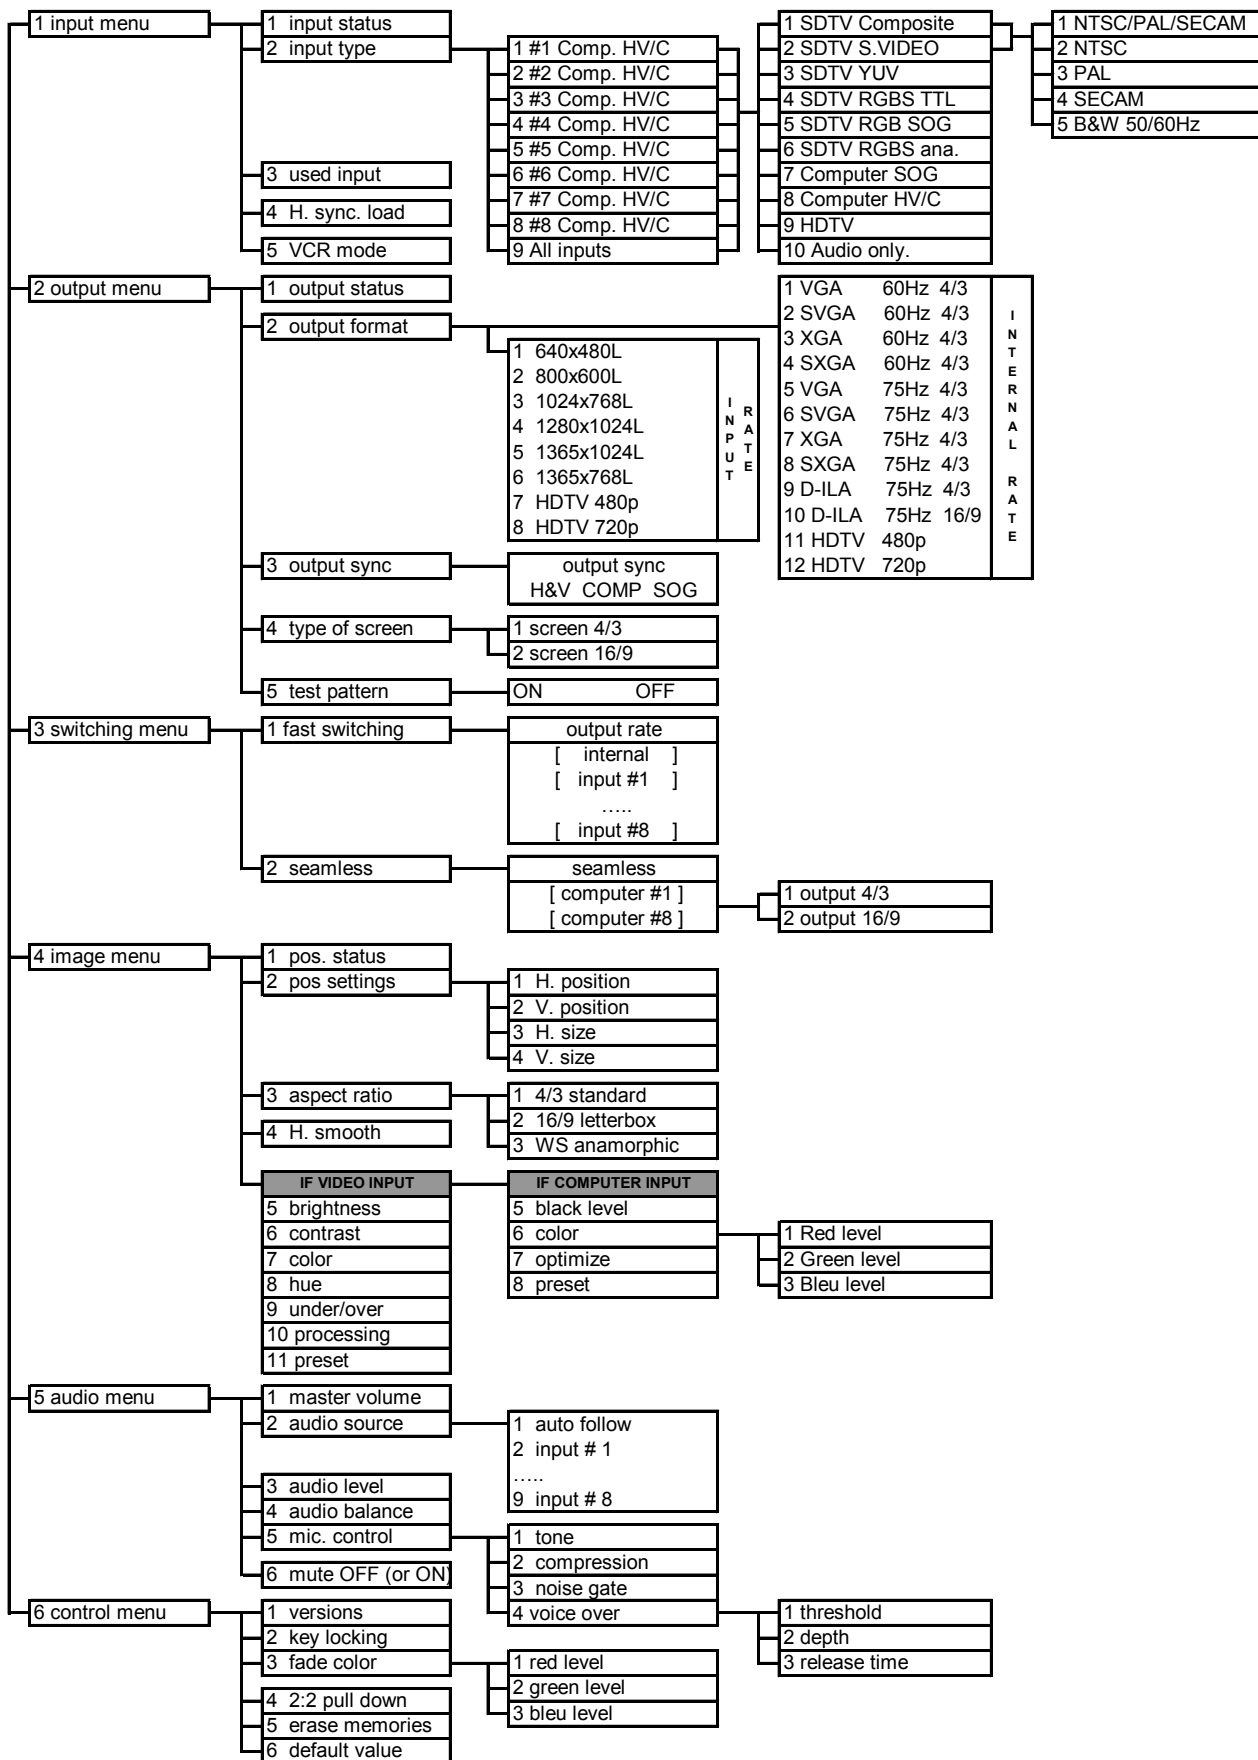 1 input menu
1 input status
2 input type
1 #1 Comp. HV/C
2 #2 Comp. HV/C
3 #3 Comp. HV/C
4 #4 Comp. HV/C
5 #5 Comp. HV/C
6 #6 Comp. HV/C
7 #7 Comp. HV/C
8 #8 Comp. HV/C
9 All inputs
1 SDTV Composite
2 SDTV S.VIDEO
3 SDTV YUV
4 SDTV RGBS TTL
5 SDTV RGB SOG
6 SDTV RGBS ana.
7 Computer SOG
8 Computer HV/C
9 HDTV
10 Audio only.
1 NTSC/PAL/SECAM
2 NTSC
3 PAL
4 SECAM
5 B&W 50/60Hz
3 used input
4 H. sync. load
5 VCR mode
2 output menu
1 output status
2 output format
1 640x480L
2 800x600L
3 1024x768L
4 1280x1024L
5 1365x1024L
6 1365x768L
7 HDTV 480p
8 HDTV 720p
INPUT
RATE
1 VGA 60Hz 4/3
2 SVGA 60Hz 4/3
3 XGA 60Hz 4/3
4 SXGA 60Hz 4/3
5 VGA 75Hz 4/3
6 SVGA 75Hz 4/3
7 XGA 75Hz 4/3
8 SXGA 75Hz 4/3
9 D-ILA 75Hz 4/3
10 D-ILA 75Hz 16/9
11 HDTV 480p
12 HDTV 720p
INTERNAL RATE
3 output sync
output sync
H&V COMP SOG
4 type of screen
1 screen 4/3
2 screen 16/9
5 test pattern
ON OFF
3 switching menu
1 fast switching
output rate
[ internal ]
[ input #1 ]
…..
[ input #8 ]
2 seamless
seamless
[ computer #1 ]
[ computer #8 ]
1 output 4/3
2 output 16/9
4 image menu
1 pos. status
2 pos settings
1 H. position
2 V. position
3 H. size
4 V. size
3 aspect ratio
1 4/3 standard
2 16/9 letterbox
3 WS anamorphic
4 H. smooth
IF VIDEO INPUT
5 brightness
6 contrast
7 color
8 hue
9 under/over
10 processing
11 preset
IF COMPUTER INPUT
5 black level
6 color
7 optimize
8 preset
1 Red level
2 Green level
3 Bleu level
5 audio menu
1 master volume
2 audio source
1 auto follow
2 input # 1
…..
9 input # 8
3 audio level
4 audio balance
5 mic. control
1 tone
2 compression
3 noise gate
4 voice over
1 threshold
2 depth
3 release time
6 mute OFF (or ON)
6 control menu
1 versions
2 key locking
3 fade color
1 red level
2 green level
3 bleu level
4 2:2 pull down
5 erase memories
6 default value